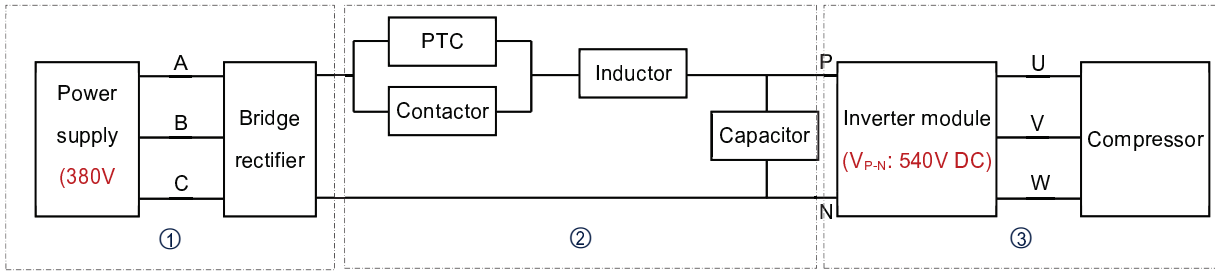 Power
supply
(380V
A
B
C
Bridge
rectifier
PTC
Contactor
Inductor
Capacitor
P
N
Inverter module
(VP-N: 540V DC)
U
V
W
Compressor
①
②
③